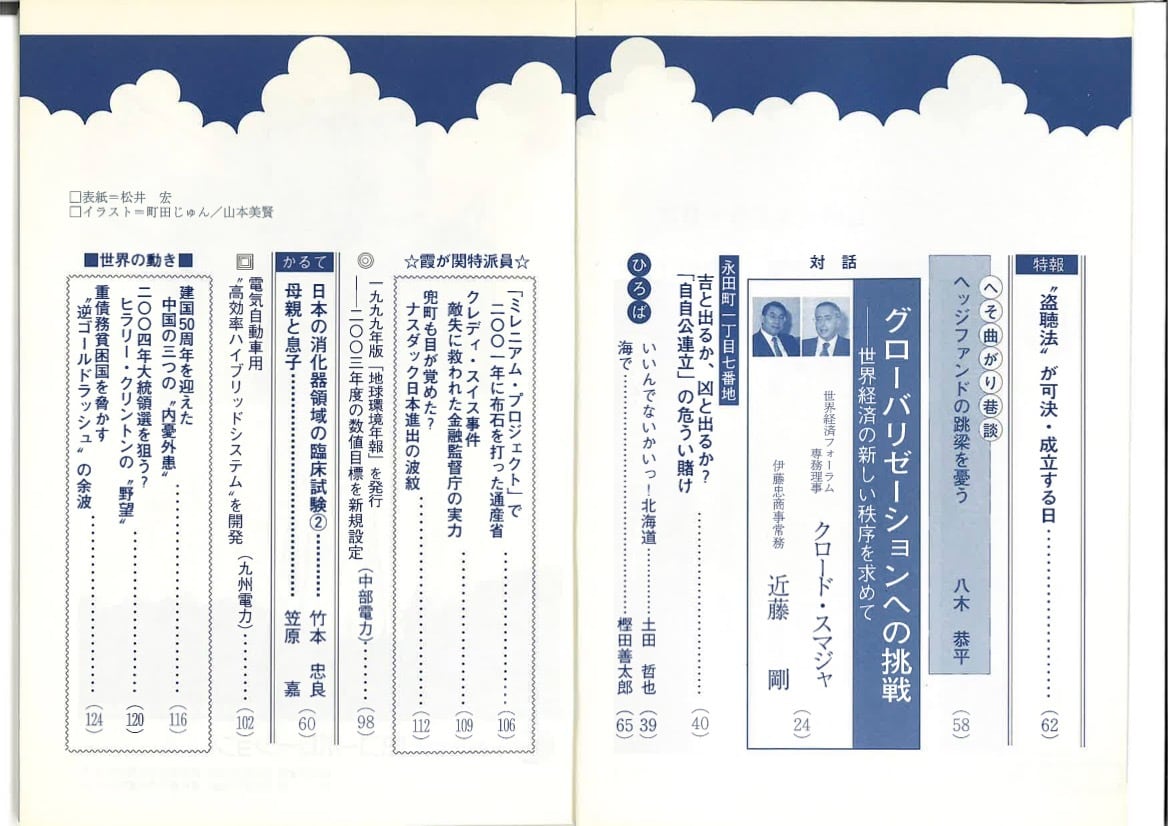 特報
〝盗聴法〟が可決・成立する日
(62)
へそ曲がり巷談
ヘッジファンドの跳梁を憂う
八木 恭平
(58)
対話
グローバリゼーションへの挑戦
――世界経済の新しい秩序を求めて
世界経済フォーラム
専務理事
クロード・スマジャ
伊藤忠商事常務
近藤 剛
(24)
永田町一丁目七番地
吉と出るか、凶と出るか?
「自自公連立」の危うい賭け
(40)
ひろば
いいんでないかいっ!北海道
土田 哲也
(39)
海で
樫田善太郎
(65)
☆霞が関特派員☆
「ミレニアム・プロジェクト」で
二〇〇一年に布石を打った通産省
(106)
クレディ・スイス事件
敵失に救われた金融監督庁の実力
(109)
兜町も目が覚めた?
ナスダック日本進出の波紋
(112)
◎
一九九九年版「地球環境年報」を発行
――二〇〇三年度の数値目標を新規設定
(中部電力)
(98)
かるて
日本の消化器領域の臨床試験②
竹本 忠良
母親と息子
笠原 嘉
(60)
電気自動車用
〝高効率ハイブリッドシステム〟を開発
(九州電力)
(102)
■世界の動き■
建国50周年を迎えた
中国の三つの〝内憂外患〟
(116)
二〇〇四年大統領選を狙う?
ヒラリー・クリントンの〝野望〟
(120)
重債務貧困国を脅かす
〝逆ゴールドラッシュ〟の余波
(124)
□表紙=松井 宏
□イラスト=町田じゅん/山本美賢